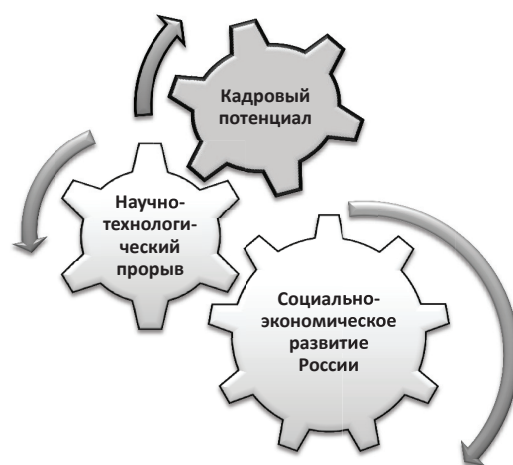 Кадровый
потенциал
Научно-
технологи-
ческий
прорыв
Социально-
экономическое
развитие
России